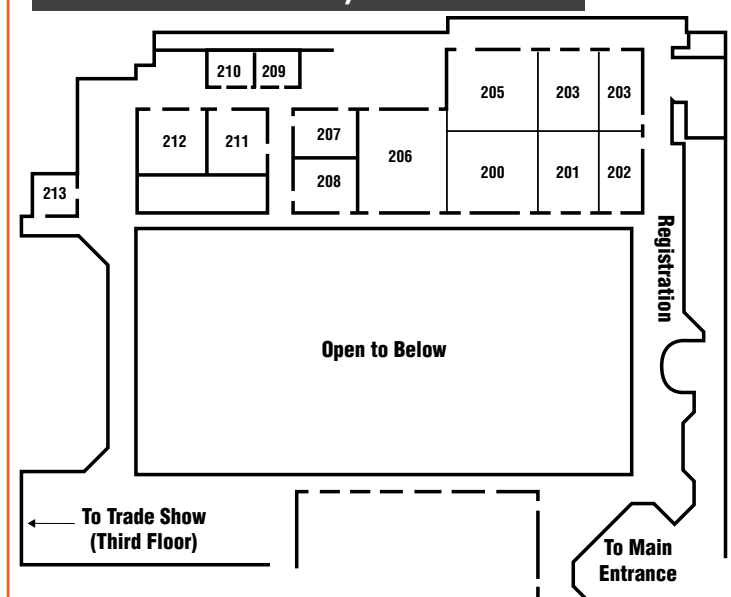 210 209
205 203 203
212 211 207 206
208 200 201 202
213
Registration
Open to Below
To Trade Show
(Third Floor)
To Main
Entrance